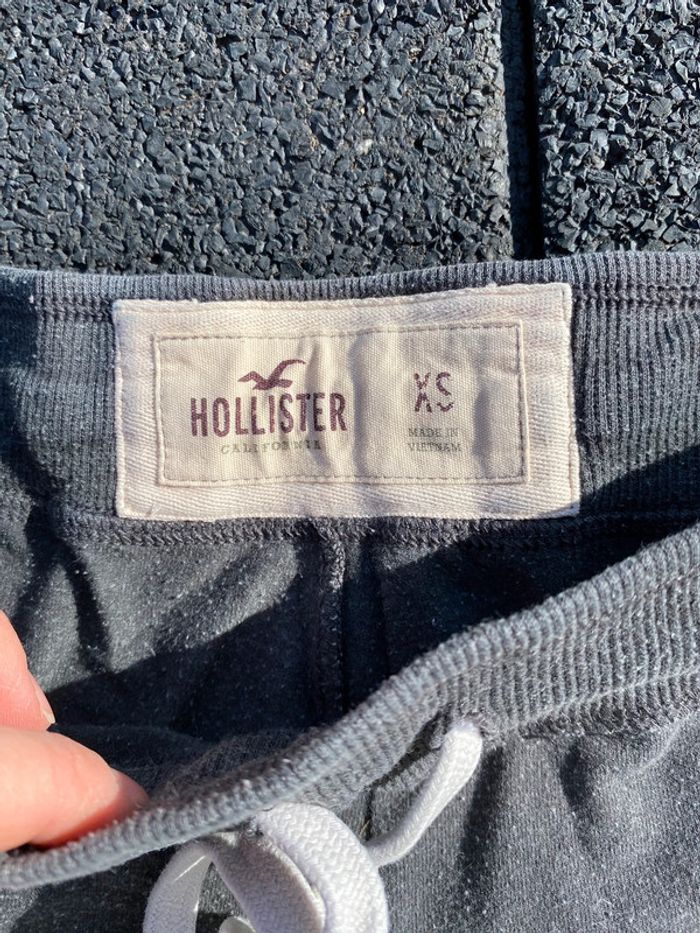 HOLLISTER
CALIFORNIA
XS
MADE IN
VIETNAM